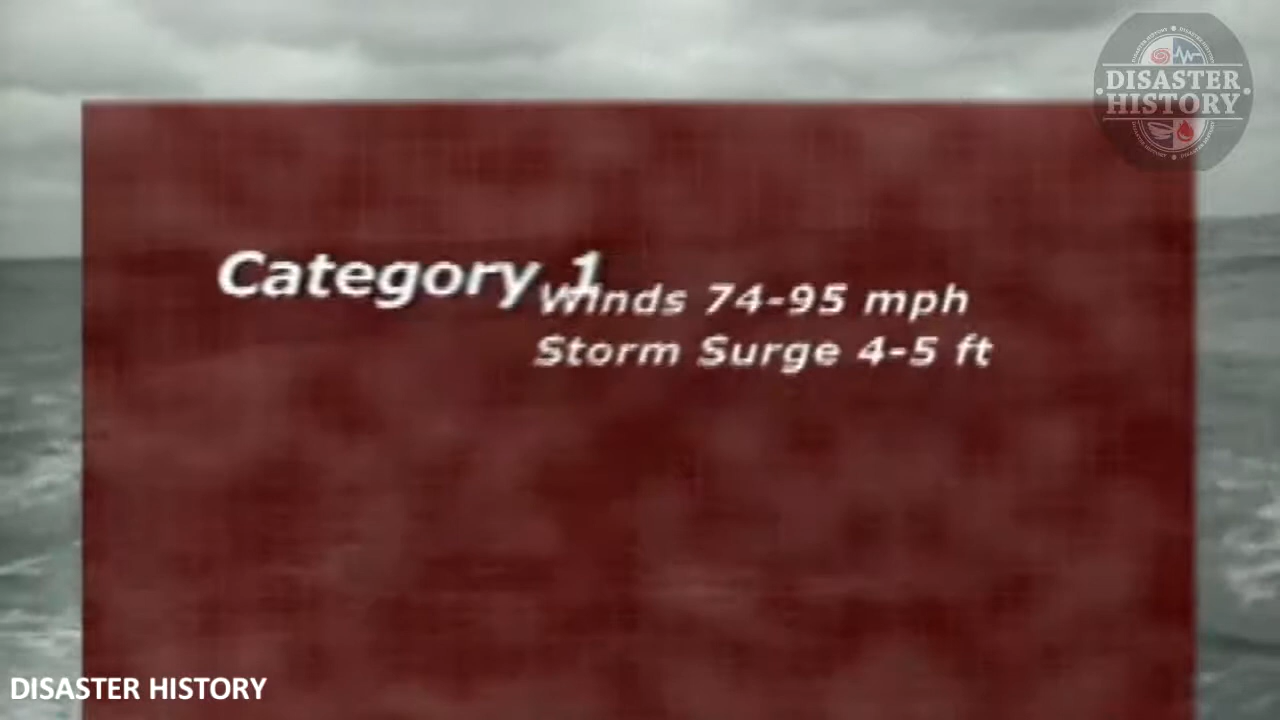 DISASTER
HISTORY
Category 1
Winds 74-95 mph
Storm Surge 4-5 ft
DISASTER HISTORY